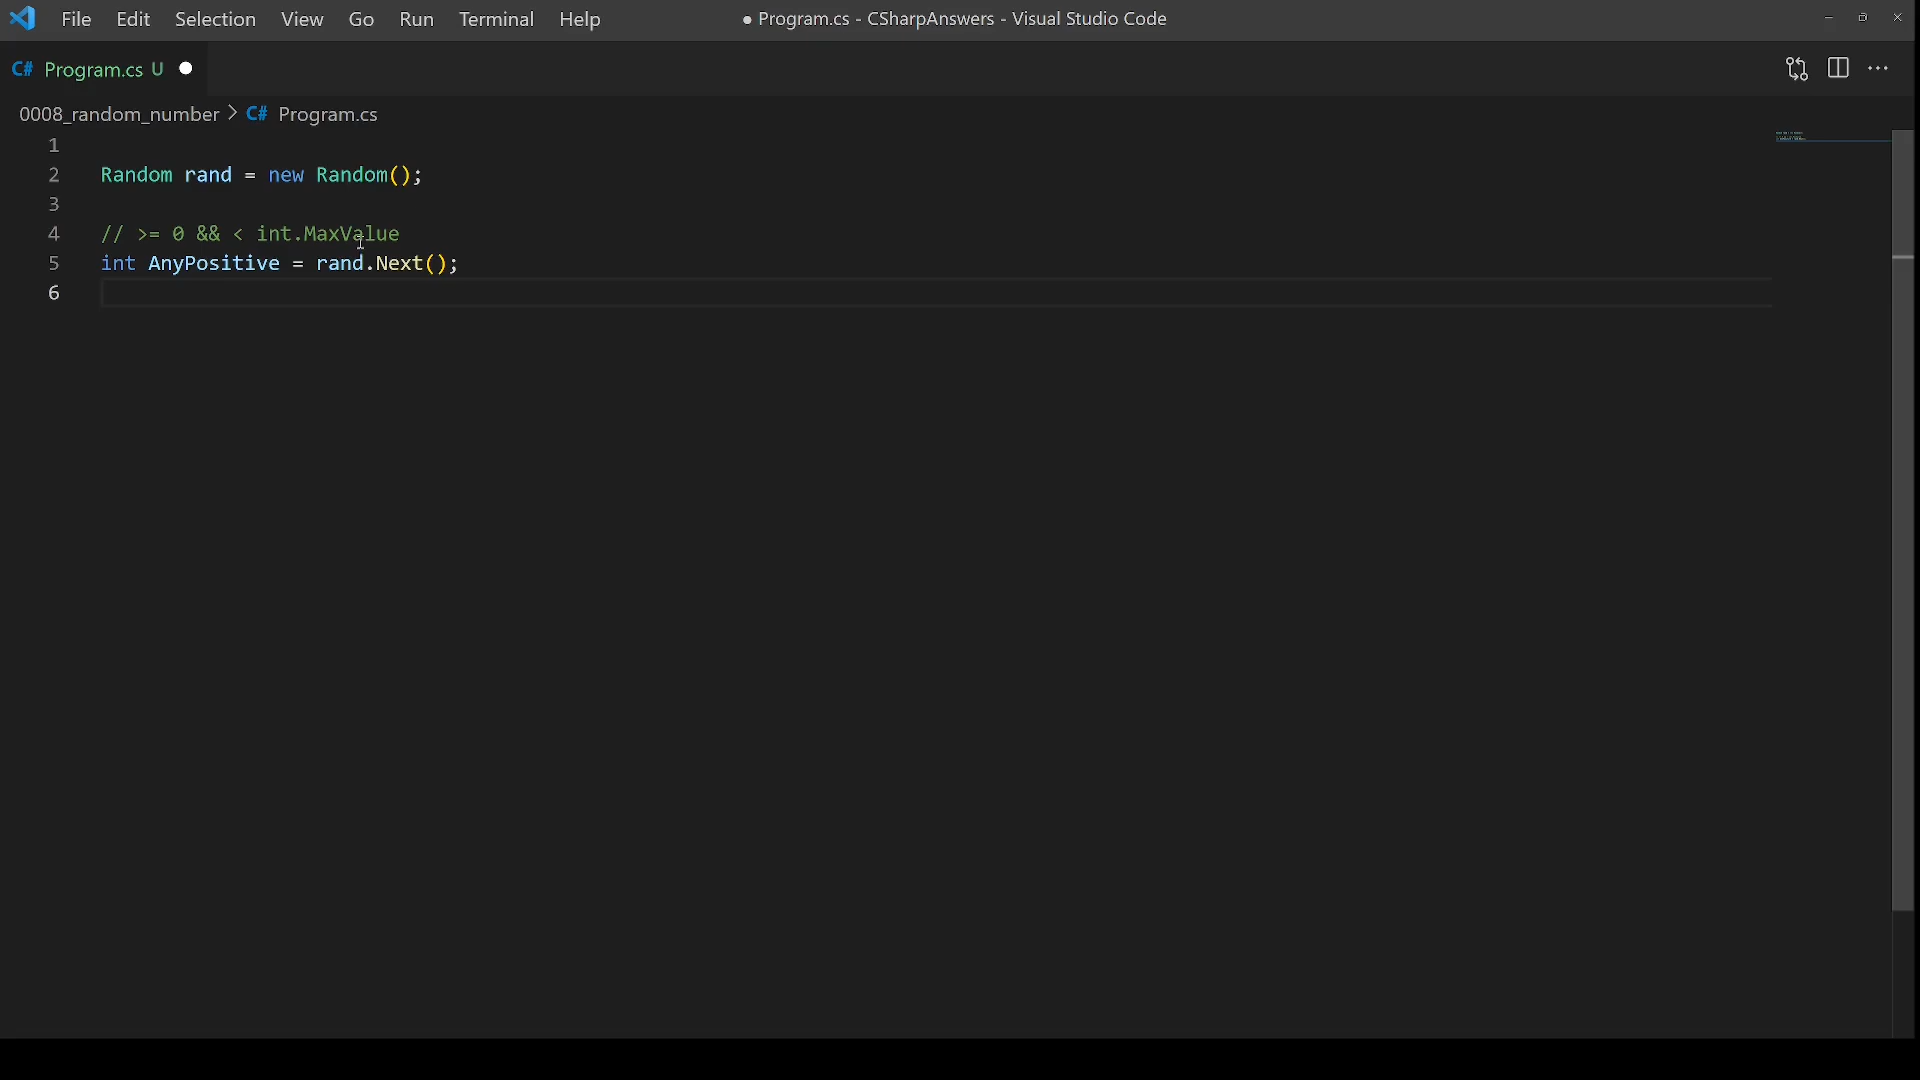 File Edit Selection View Go Run Terminal Help ● Program.cs - CSharpAnswers - Visual Studio Code
C# Program.cs U
0008_random_number > C# Program.cs
1
2 Random rand = new Random();
3
4 // >= 0 && < int.MaxValue
5 int AnyPositive = rand.Next();
6